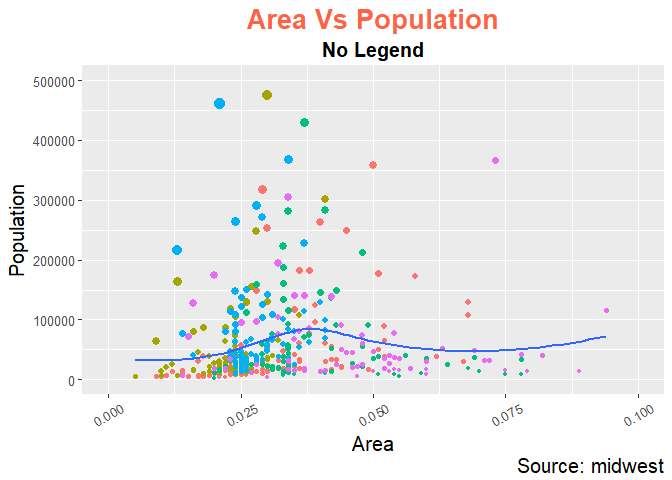 Area Vs Population
No Legend
500000
400000
300000
200000
100000
0
Population
0.000
0.025
0.050
0.075
0.100
Area
Source: midwest